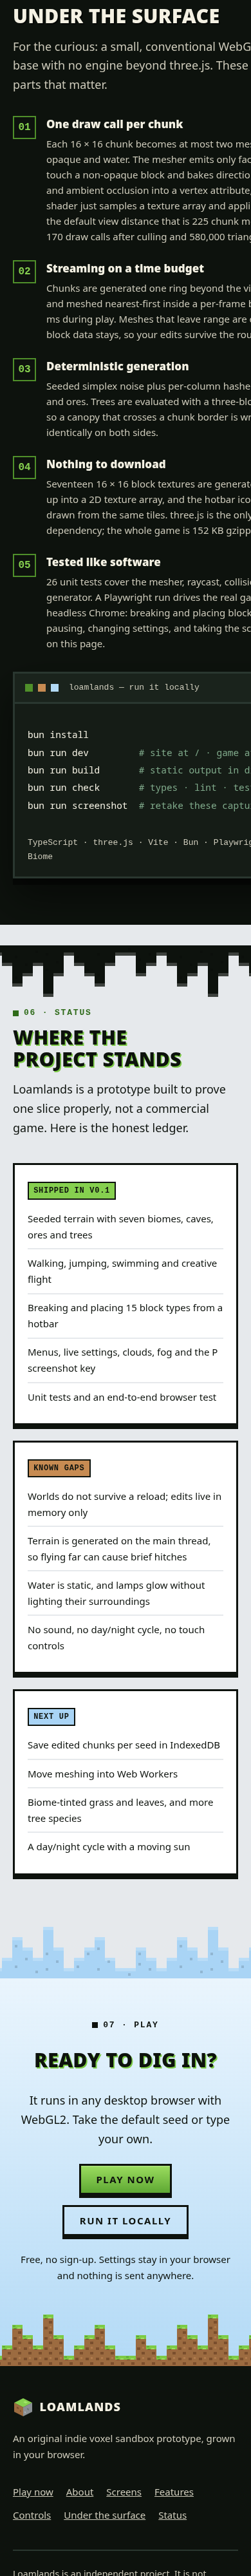 UNDER THE SURFACE
For the curious: a small, conventional WebG
base with no engine beyond three.js. These
parts that matter.
01
One draw call per chunk
Each 16 × 16 chunk becomes at most two mes
opaque and water. The mesher emits only fac
touch a non-opaque block and bakes directio
and ambient occlusion into a vertex attribute,
shader just samples a texture array and appli
the default view distance that is 225 chunk m
170 draw calls after culling and 580,000 triang
02
Streaming on a time budget
Chunks are generated one ring beyond the vi
and meshed nearest-first inside a per-frame b
ms during play. Meshes that leave range are
block data stays, so your edits survive the rou
03
Deterministic generation
Seeded simplex noise plus per-column hashe
and ores. Trees are evaluated with a three-blo
so a canopy that crosses a chunk border is wr
identically on both sides.
04
Nothing to download
Seventeen 16 × 16 block textures are generat
up into a 2D texture array, and the hotbar ico
drawn from the same tiles. three.js is the only
dependency; the whole game is 152 KB gzipp
05
Tested like software
26 unit tests cover the mesher, raycast, collisi
generator. A Playwright run drives the real ga
headless Chrome: breaking and placing block
pausing, changing settings, and taking the sc
on this page.
loamlands — run it locally
bun install
bun run dev # site at / · game a
bun run build # static output in d
bun run check # types · lint · tes
bun run screenshot # retake these captu
TypeScript · three.js · Vite · Bun · Playwrig
Biome
06 · STATUS
WHERE THE
PROJECT STANDS
Loamlands is a prototype built to prove
one slice properly, not a commercial
game. Here is the honest ledger.
SHIPPED IN V0.1
Seeded terrain with seven biomes, caves,
ores and trees
Walking, jumping, swimming and creative
flight
Breaking and placing 15 block types from a
hotbar
Menus, live settings, clouds, fog and the P
screenshot key
Unit tests and an end-to-end browser test
KNOWN GAPS
Worlds do not survive a reload; edits live in
memory only
Terrain is generated on the main thread,
so flying far can cause brief hitches
Water is static, and lamps glow without
lighting their surroundings
No sound, no day/night cycle, no touch
controls
NEXT UP
Save edited chunks per seed in IndexedDB
Move meshing into Web Workers
Biome-tinted grass and leaves, and more
tree species
A day/night cycle with a moving sun
07 · PLAY
READY TO DIG IN?
It runs in any desktop browser with
WebGL2. Take the default seed or type
your own.
PLAY NOW
RUN IT LOCALLY
Free, no sign-up. Settings stay in your browser
and nothing is sent anywhere.
LOAMLANDS
An original indie voxel sandbox prototype, grown
in your browser.
Play now About Screens Features
Controls Under the surface Status
Loamlands is an independent project. It is not